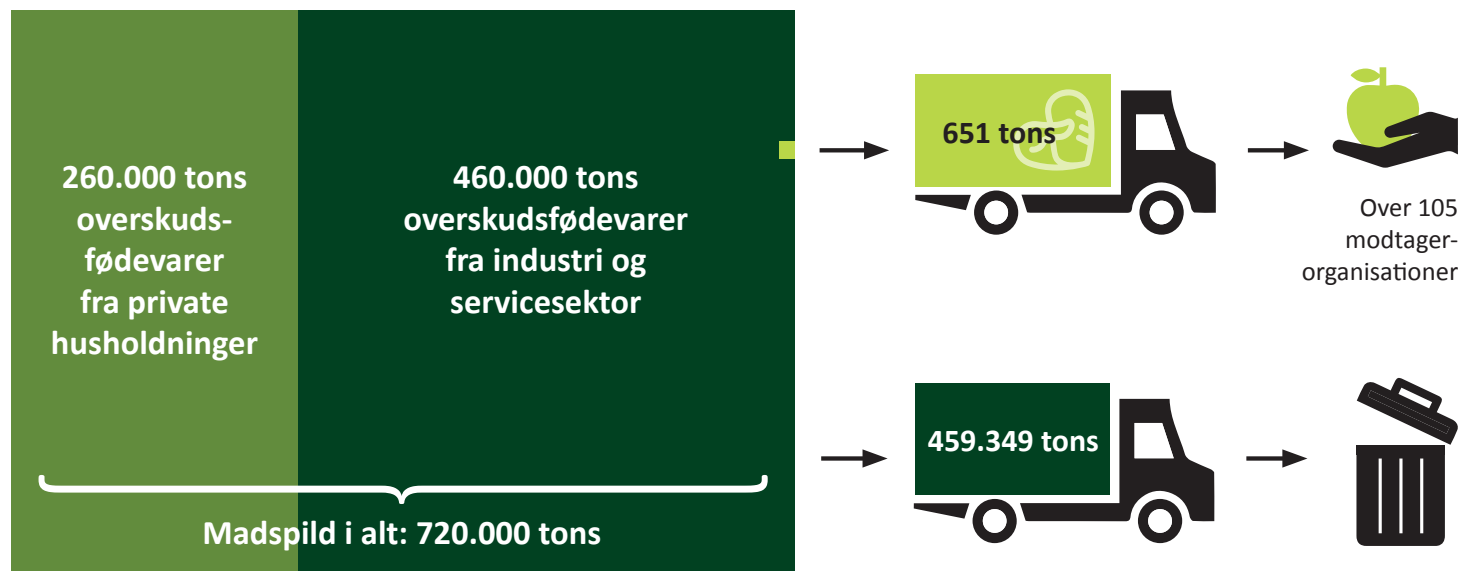 260.000 tons
overskuds-
fødevarer
fra private
husholdninger
460.000 tons
overskudsfødevarer
fra industri og
servicesektor
Madspild i alt: 720.000 tons
651 tons
Over 105
modtager-
organisationer
459.349 tons